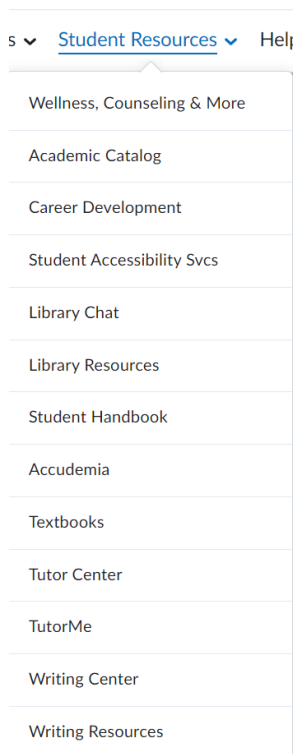 s Student Resources Help
Wellness, Counseling & More
Academic Catalog
Career Development
Student Accessibility Svcs
Library Chat
Library Resources
Student Handbook
Accudemia
Textbooks
Tutor Center
TutorMe
Writing Center
Writing Resources